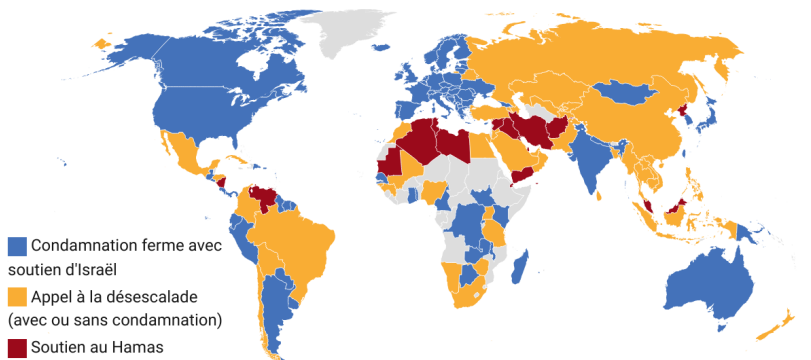 Condamnation ferme avec
soutien d'Israël
Appel à la désescalade
(avec ou sans condamnation)
Soutien au Hamas